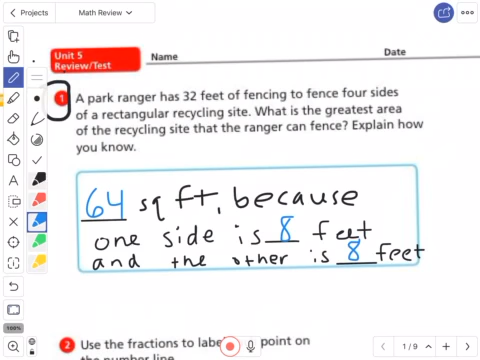 Projects
Math Review
Unit 5
Review/Test
Name
Date
1 A park ranger has 32 feet of fencing to fence four sides
of a rectangular recycling site. What is the greatest area
of the recycling site that the ranger can fence? Explain how
you know.
64 sq ft, because
one side is 8 feet
and the other is 8 feet
2 Use the fractions to labe point on
the number line.
A
100%
1/9